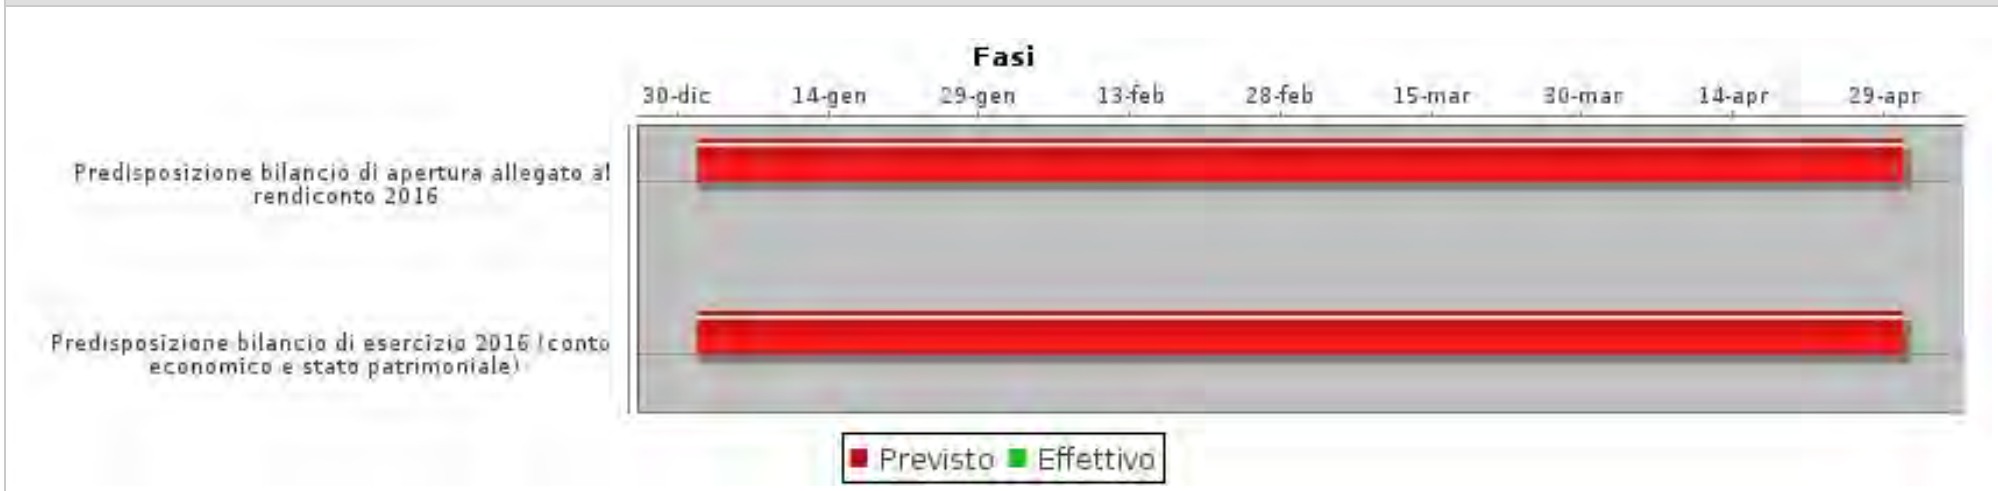 Fasi
30-dic 14-gen 29-gen 13-feb 28-feb 15-mar 30-mar 14-apr 29-apr
Predisposizione bilancio di apertura allegato al
rendiconto 2016
Predisposizione bilancio di esercizio 2016 (conto
economico e stato patrimoniale)
Previsto Effettivo